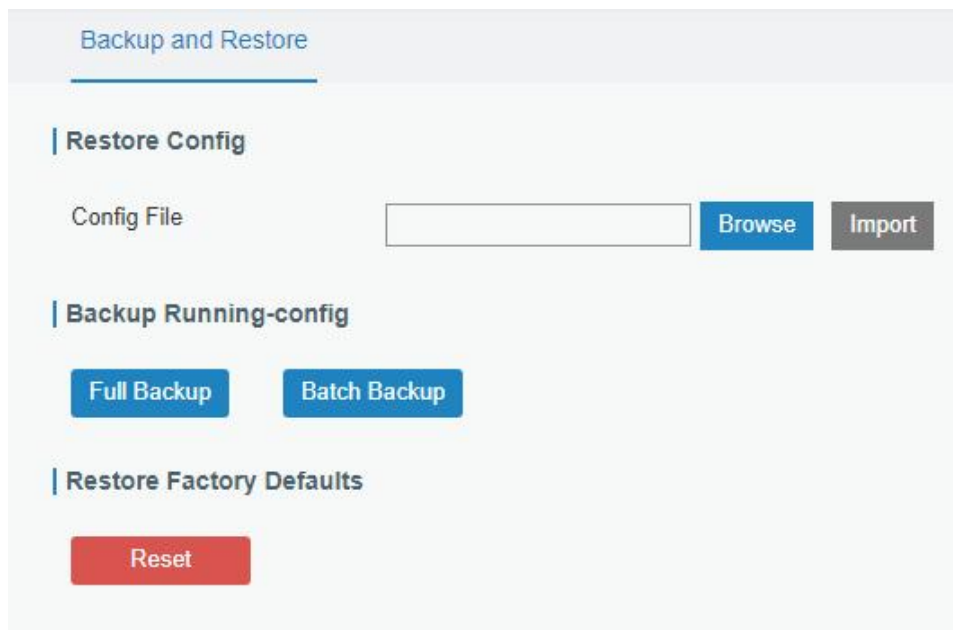 Backup and Restore
Restore Config
Config File
Browse Import
Backup Running-config
Full Backup Batch Backup
Restore Factory Defaults
Reset